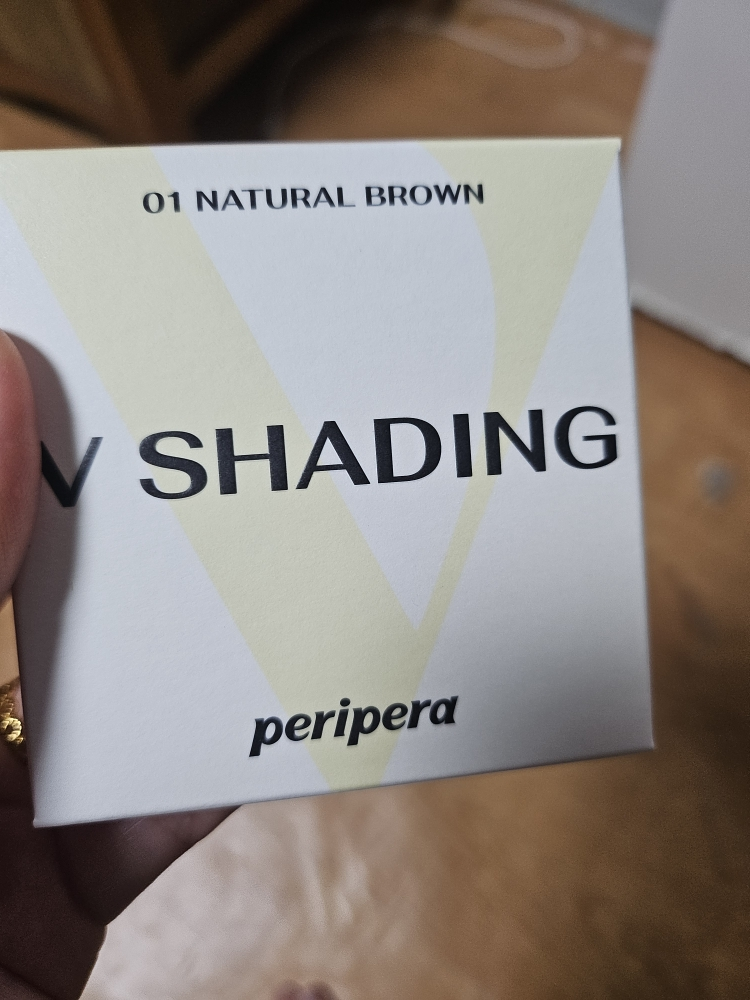 01 NATURAL BROWN
V SHADING
peripera